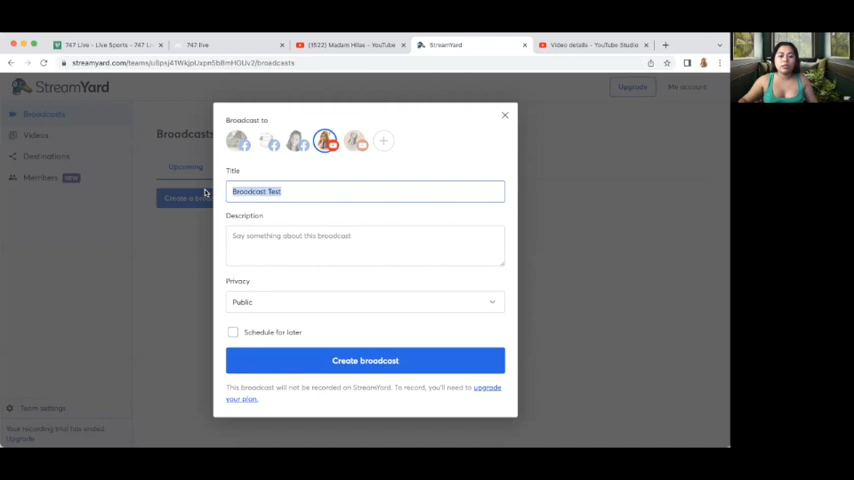 747 Live - Live Sports - 747 Li
747.live
(1522) Madam Hilas - YouTube
StreamYard
Video details - YouTube Studio
streamyard.com/teams/u8psj41WkjpUxpn5b8mHGUv2/broadcasts
StreamYard
Upgrade
My account
Broadcasts
Videos
Destinations
Members NEW
Broadcasts
Upcoming
Create a broa
Broadcast to
Title
Broodcast Test
Description
Say something about this broadcast
Privacy
Public
Schedule for later
Create broadcast
This broadcast will not be recorded on StreamYard. To record, you'll need to upgrade
your plan.
Team settings
Your recording trial has ended.
Upgrade